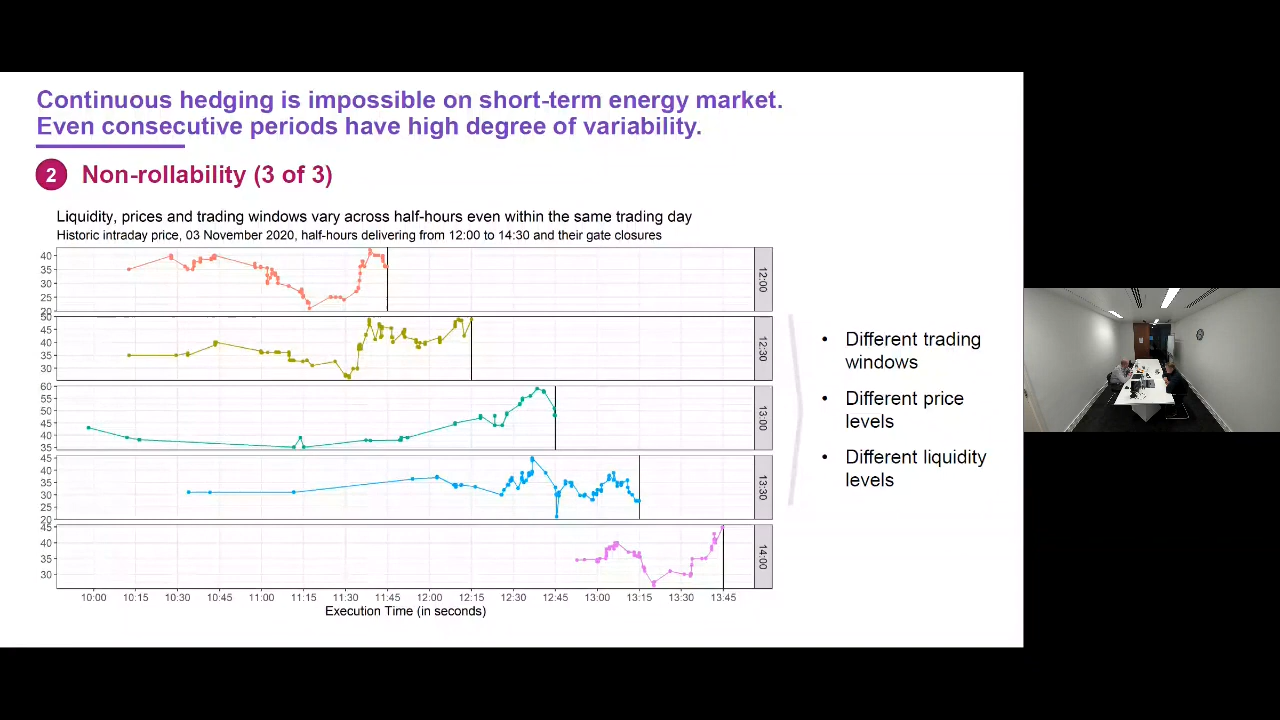 Continuous hedging is impossible on short-term energy market.
Even consecutive periods have high degree of variability.
2 Non-rollability (3 of 3)
Liquidity, prices and trading windows vary across half-hours even within the same trading day
Historic intraday price, 03 November 2020, half-hours delivering from 12:00 to 14:30 and their gate closures
40
35
30
25
20
12:00
50
45
40
35
30
12:30
60
55
50
45
40
35
13:00
45
40
35
30
25
20
13:30
45
40
35
30
14:00
10:00 10:15 10:30 10:45 11:00 11:15 11:30 11:45 12:00 12:15 12:30 12:45 13:00 13:15 13:30 13:45
Execution Time (in seconds)
• Different trading
windows
• Different price
levels
• Different liquidity
levels